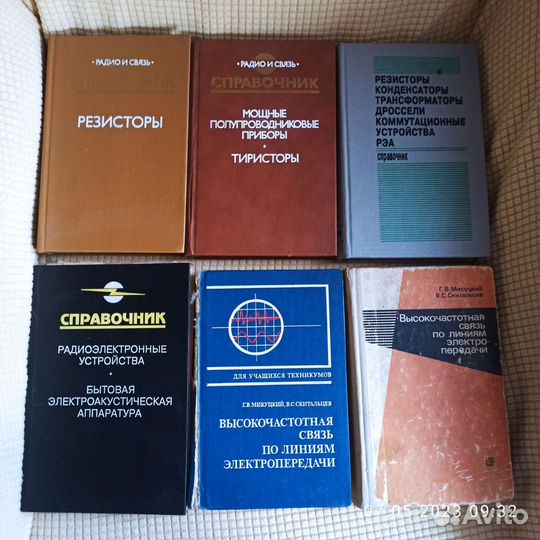 • РАДИО И СВЯЗЬ •
СПРАВОЧНИК
РЕЗИСТОРЫ
• РАДИО И СВЯЗЬ •
СПРАВОЧНИК
МОЩНЫЕ
ПОЛУПРОВОДНИКОВЫЕ
ПРИБОРЫ
•
ТИРИСТОРЫ
РЕЗИСТОРЫ
КОНДЕНСАТОРЫ
ТРАНСФОРМАТОРЫ
ДРОССЕЛИ
КОММУТАЦИОННЫЕ
УСТРОЙСТВА
РЭА
справочник
СПРАВОЧНИК
РАДИОЭЛЕКТРОННЫЕ
УСТРОЙСТВА
•
БЫТОВАЯ
ЭЛЕКТРОАКУСТИЧЕСКАЯ
АППАРАТУРА
ДЛЯ УЧАЩИХСЯ ТЕХНИКУМОВ
Г.В.МИКУЦКИЙ, В.С.СКИТАЛЬЦЕВ
ВЫСОКОЧАСТОТНАЯ
СВЯЗЬ
ПО ЛИНИЯМ
ЭЛЕКТРОПЕРЕДАЧИ
Г. В. Микуцкий
В. С. Скитальцев
Высокочастотная
связь
по линиям
электро-
передачи
07.05.2023 09:32
Avito